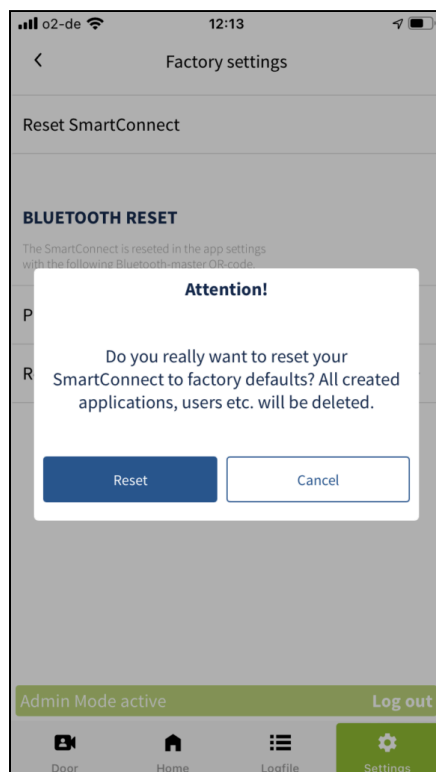 o2-de 12:13
Factory settings
Reset SmartConnect
BLUETOOTH RESET
The SmartConnect is reseted in the app settings
with the following Bluetooth-master QR-code.
Attention!
P
Do you really want to reset your
R
SmartConnect to factory defaults? All created
applications, users etc. will be deleted.
Reset Cancel
Admin Mode active Log out
Door Home Logfile Settings